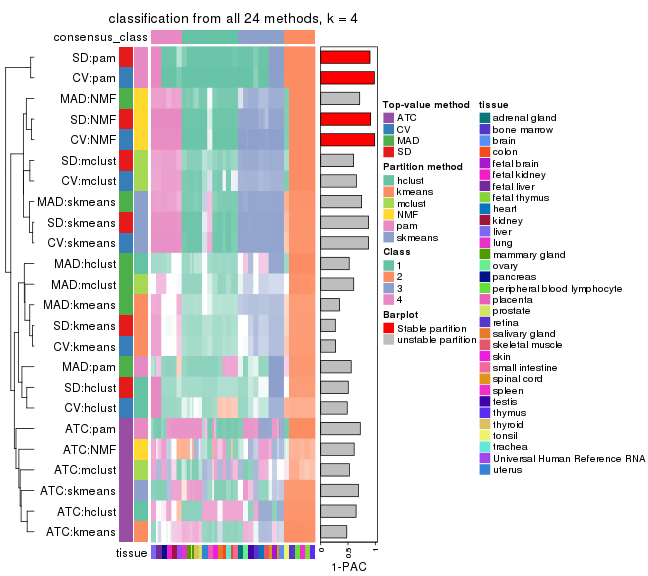 classification from all 24 methods, k = 4
consensus_class
SD:pam
CV:pam
MAD:NMF
SD:NMF
CV:NMF
SD:mclust
CV:mclust
MAD:skmeans
SD:skmeans
CV:skmeans
MAD:hclust
MAD:mclust
MAD:kmeans
SD:kmeans
CV:kmeans
MAD:pam
SD:hclust
CV:hclust
ATC:pam
ATC:NMF
ATC:mclust
ATC:skmeans
ATC:hclust
ATC:kmeans
tissue
0
0.5
1
1-PAC
Top-value method
ATC
CV
MAD
SD
Partition method
hclust
kmeans
mclust
NMF
pam
skmeans
Class
1
2
3
4
Barplot
Stable partition
unstable partition
tissue
adrenal gland
bone marrow
brain
colon
fetal brain
fetal kidney
fetal liver
fetal thymus
heart
kidney
liver
lung
mammary gland
ovary
pancreas
peripheral blood lymphocyte
placenta
prostate
retina
salivary gland
skeletal muscle
skin
small intestine
spinal cord
spleen
testis
thymus
thyroid
tonsil
trachea
Universal Human Reference RNA
uterus